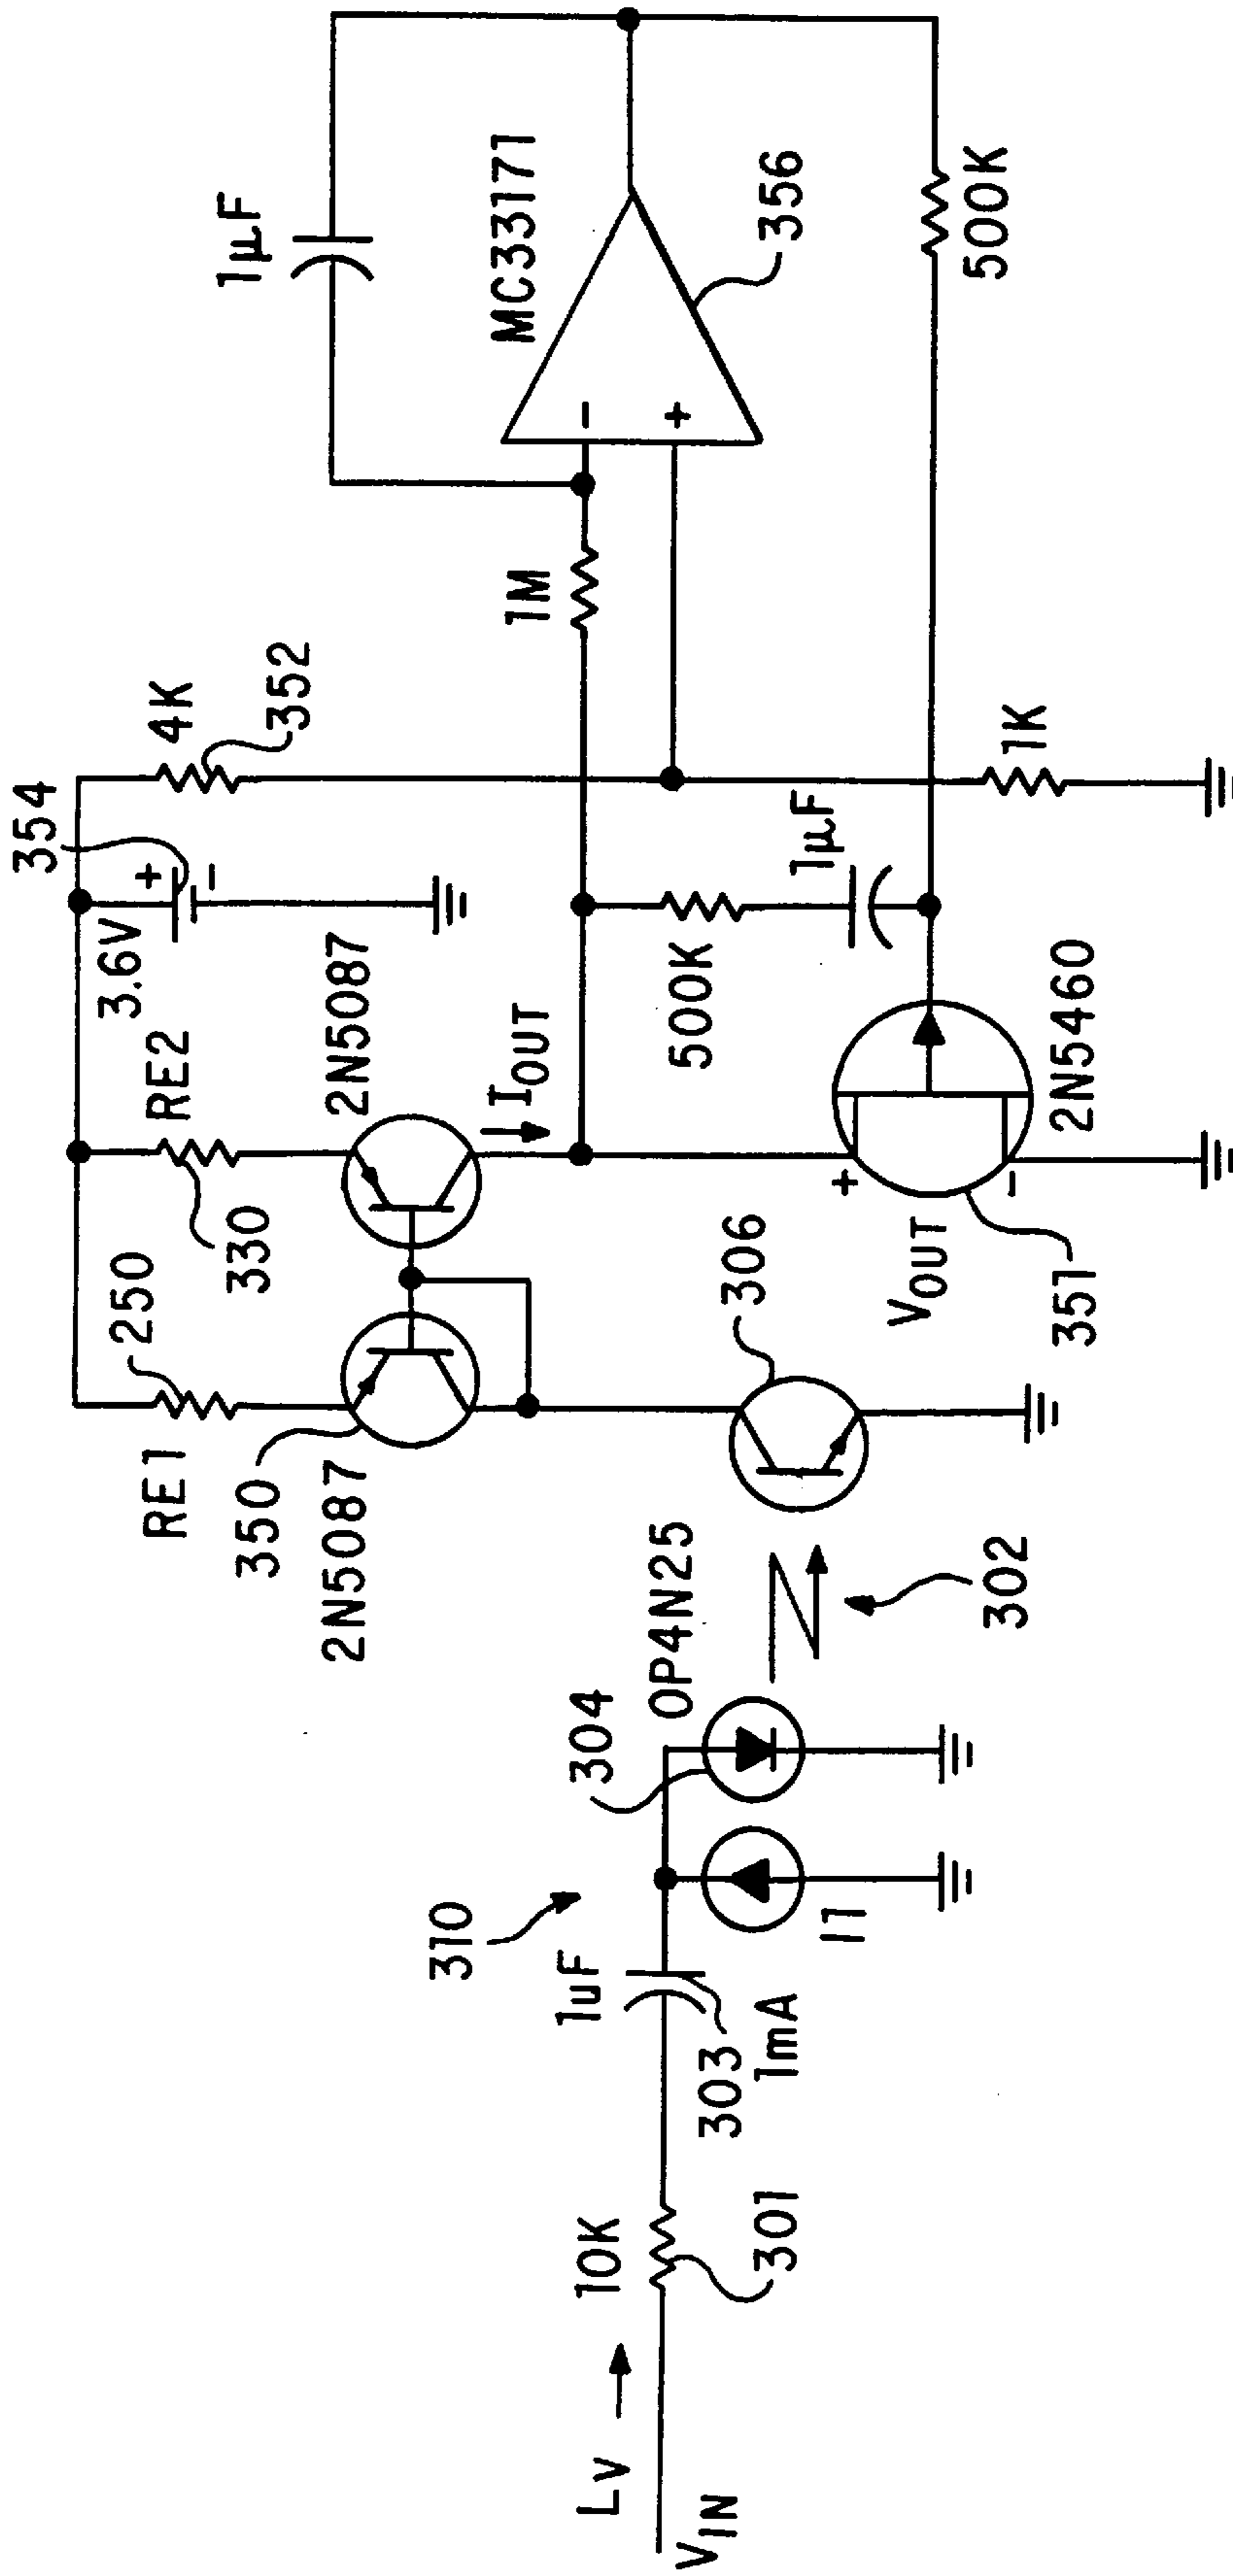 LV
VIN
10K
301
310
1uF
303
1mA
I1
304
OP4N25
302
306
RE1
250
350
2N5087
330
RE2
2N5087
IOUT
3.6V
+
-
354
4K
352
500K
1µF
+
VOUT
-
351
2N5460
1K
1M
1µF
MC33171
-
+
356
500K